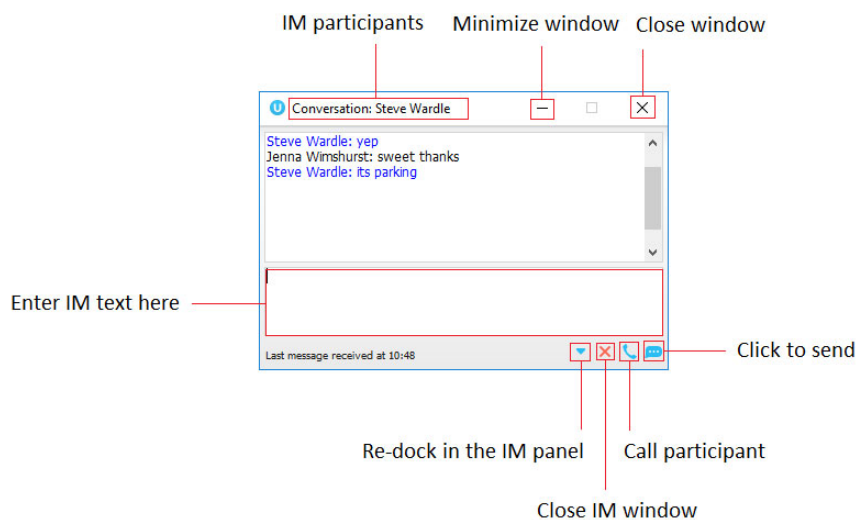 IM participants
Minimize window
Close window
Conversation: Steve Wardle
Steve Wardle: yep
Jenna Wimshurst: sweet thanks
Steve Wardle: its parking
Enter IM text here
Last message received at 10:48
Click to send
Re-dock in the IM panel
Call participant
Close IM window